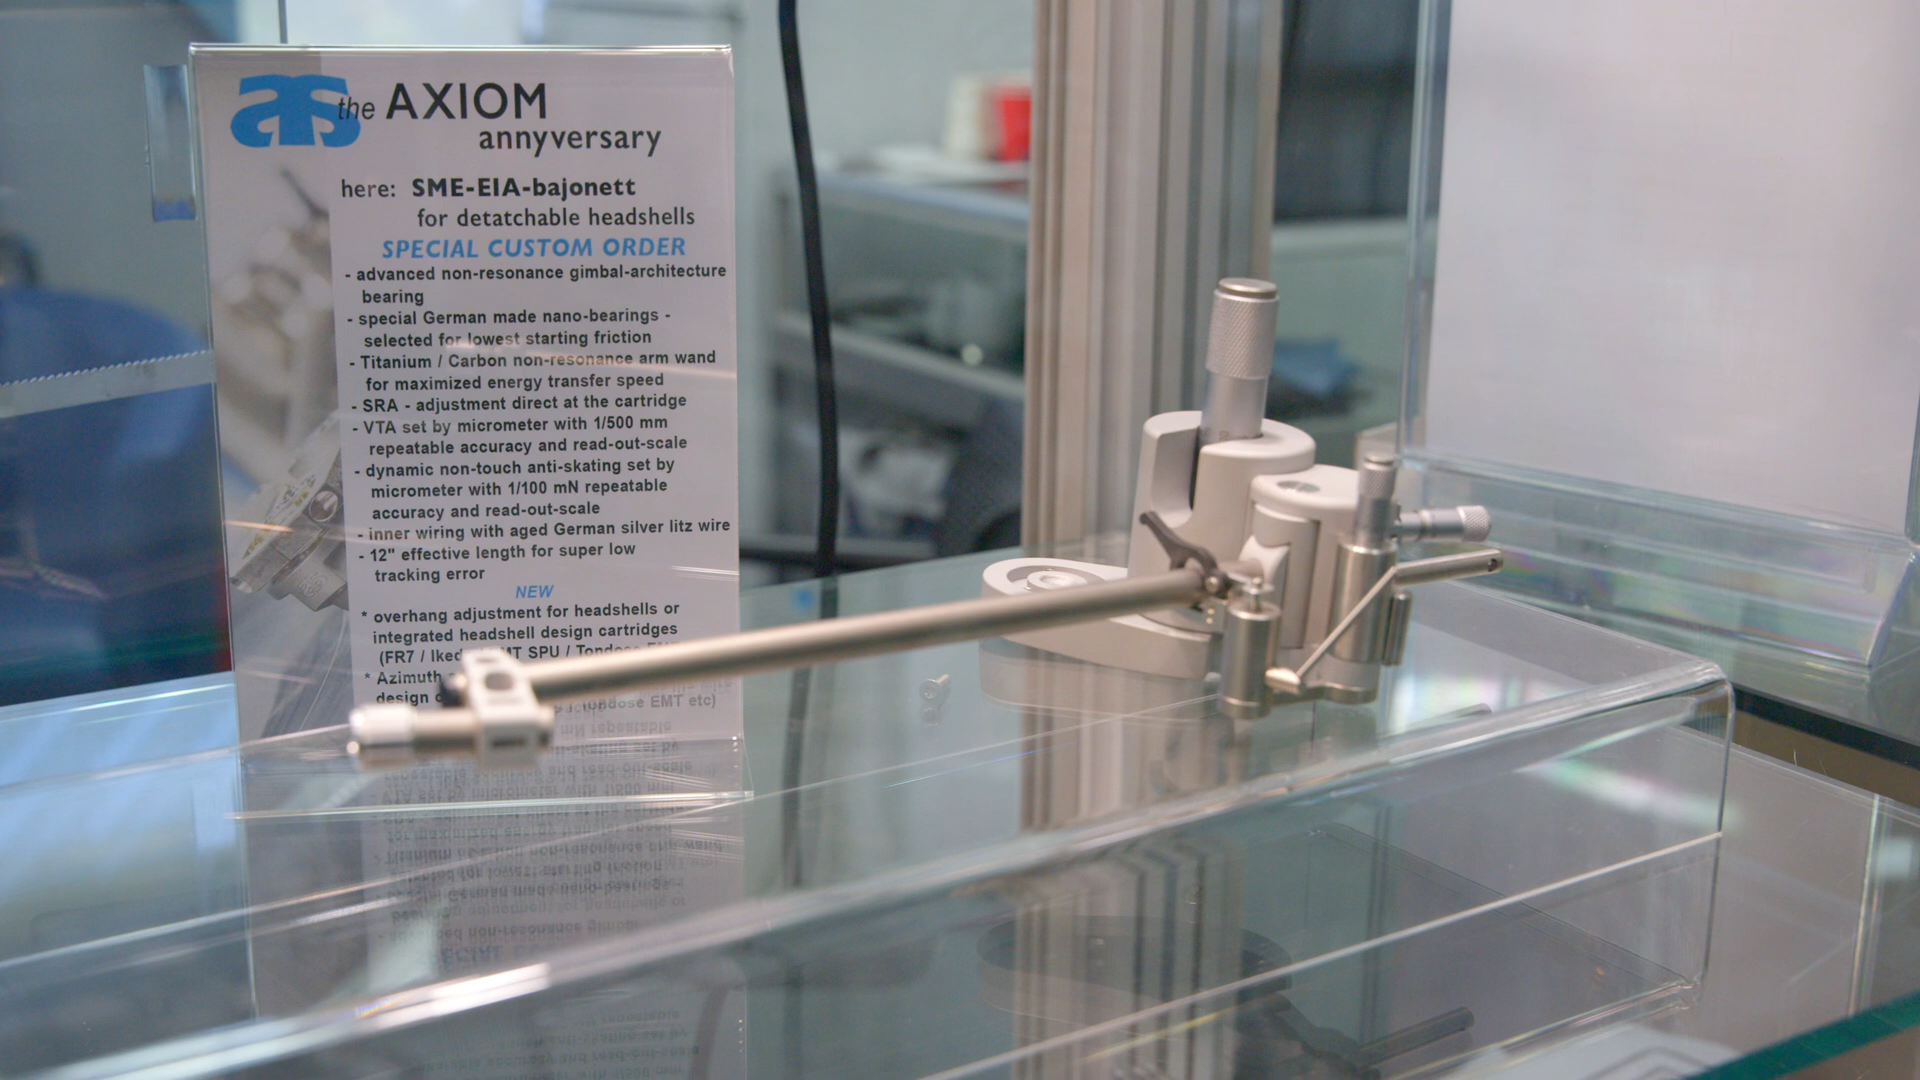 as
the AXIOM
annyversary
here: SME-EIA-bajonett
for detatchable headshells
SPECIAL CUSTOM ORDER
- advanced non-resonance gimbal-architecture
bearing
- special German made nano-bearings -
selected for lowest starting friction
- Titanium / Carbon non-resonance arm wand
for maximized energy transfer speed
- SRA - adjustment direct at the cartridge
- VTA set by micrometer with 1/500 mm
repeatable accuracy and read-out-scale
- dynamic non-touch anti-skating set by
micrometer with 1/100 mN repeatable
accuracy and read-out-scale
- inner wiring with aged German silver litz wire
- 12" effective length for super low
tracking error
NEW
* overhang adjustment for headshells or
integrated headshell design cartridges
(FR7 / SPU /
* Azimuth
design EMT etc)